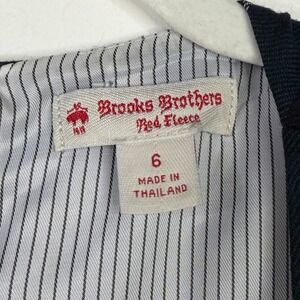 Brooks Brothers
Red Fleece
6
MADE IN
THAILAND